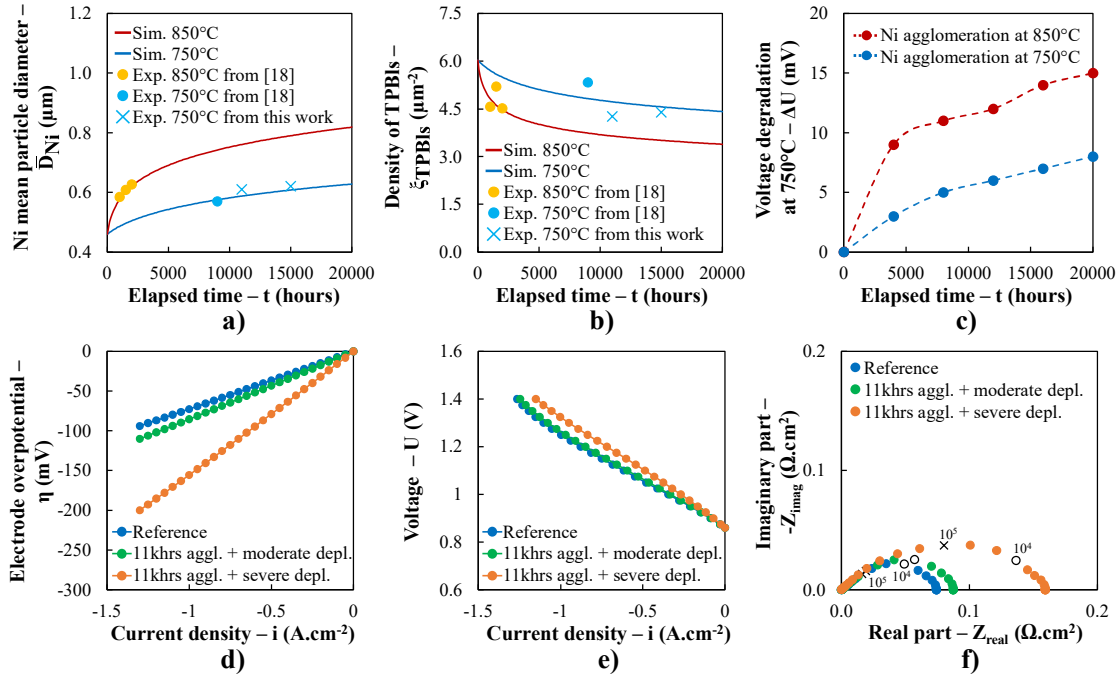 Ni mean particle diameter –
D̅Ni (µm)
1.2
1.0
0.8
0.6
0.4
Sim. 850°C
Sim. 750°C
Exp. 850°C from [18]
Exp. 750°C from [18]
Exp. 750°C from this work
0
5000
10000
15000
20000
Elapsed time – t (hours)
a)
Density of TPBls –
ξTPBls (µm-2)
7.5
6.0
4.5
3.0
1.5
0.0
Sim. 850°C
Sim. 750°C
Exp. 850°C from [18]
Exp. 750°C from [18]
Exp. 750°C from this work
0
5000
10000
15000
20000
Elapsed time – t (hours)
b)
Voltage degradation
at 750°C – ΔU (mV)
20
15
10
5
0
Ni agglomeration at 850°C
Ni agglomeration at 750°C
0
5000
10000
15000
20000
Elapsed time – t (hours)
c)
Electrode overpotential –
η (mV)
0
-50
-100
-150
-200
-250
-300
Reference
11khrs aggl. + moderate depl.
11khrs aggl. + severe depl.
-1.5
-1
-0.5
0
Current density – i (A.cm-2)
d)
Voltage – U (V)
1.6
1.4
1.2
1
0.8
0.6
Reference
11khrs aggl. + moderate depl.
11khrs aggl. + severe depl.
-1.5
-1
-0.5
0
Current density – i (A.cm-2)
e)
Imaginary part –
-Zimag (Ω.cm2)
0.2
0.1
0.0
Reference
11khrs aggl. + moderate depl.
11khrs aggl. + severe depl.
10⁵
10⁴
10⁵
10⁴
0.0
0.1
0.2
Real part – Zreal (Ω.cm2)
f)